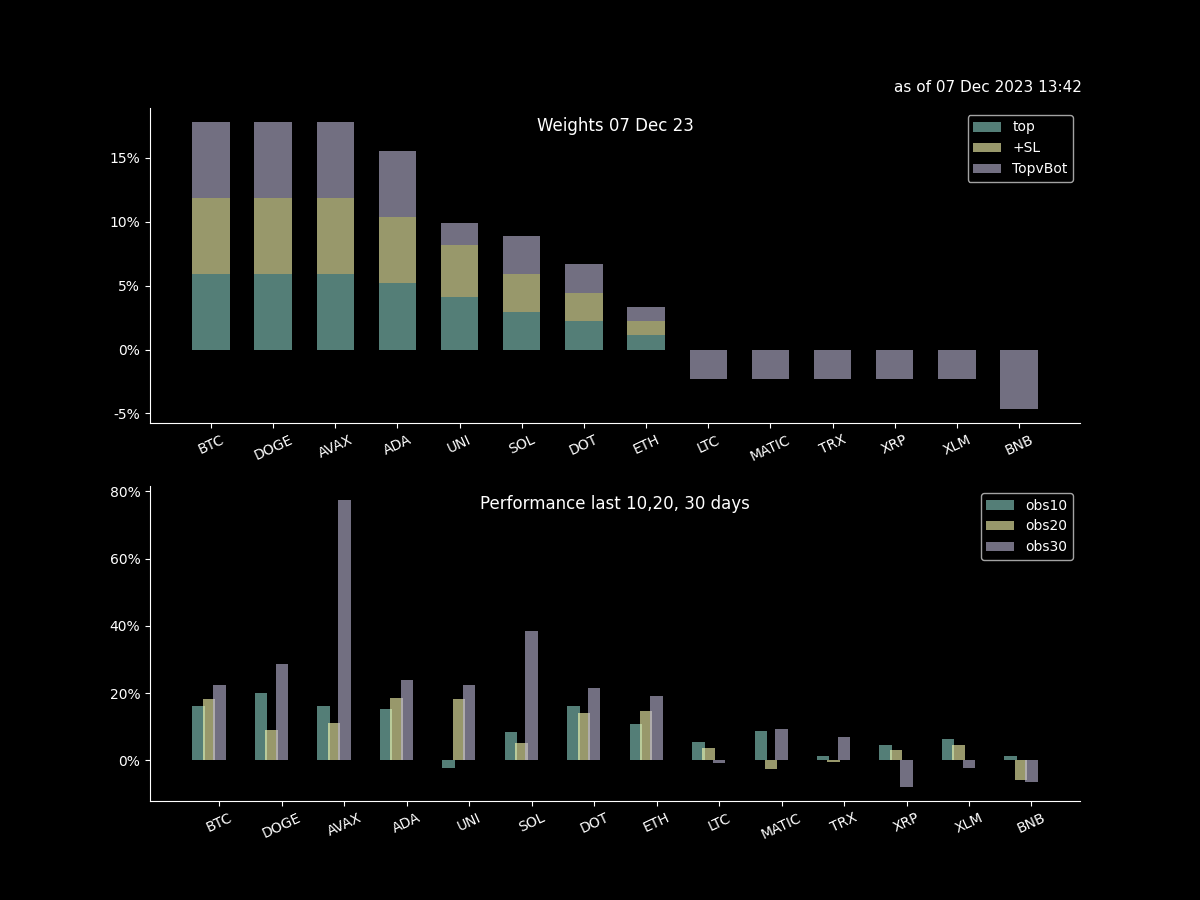 as of 07 Dec 2023 13:42
Weights 07 Dec 23
top
+SL
TopvBot
15%
10%
5%
0%
-5%
BTC DOGE AVAX ADA UNI SOL DOT ETH LTC MATIC TRX XRP XLM BNB
Performance last 10,20, 30 days
obs10
obs20
obs30
80%
60%
40%
20%
0%
BTC DOGE AVAX ADA UNI SOL DOT ETH LTC MATIC TRX XRP XLM BNB